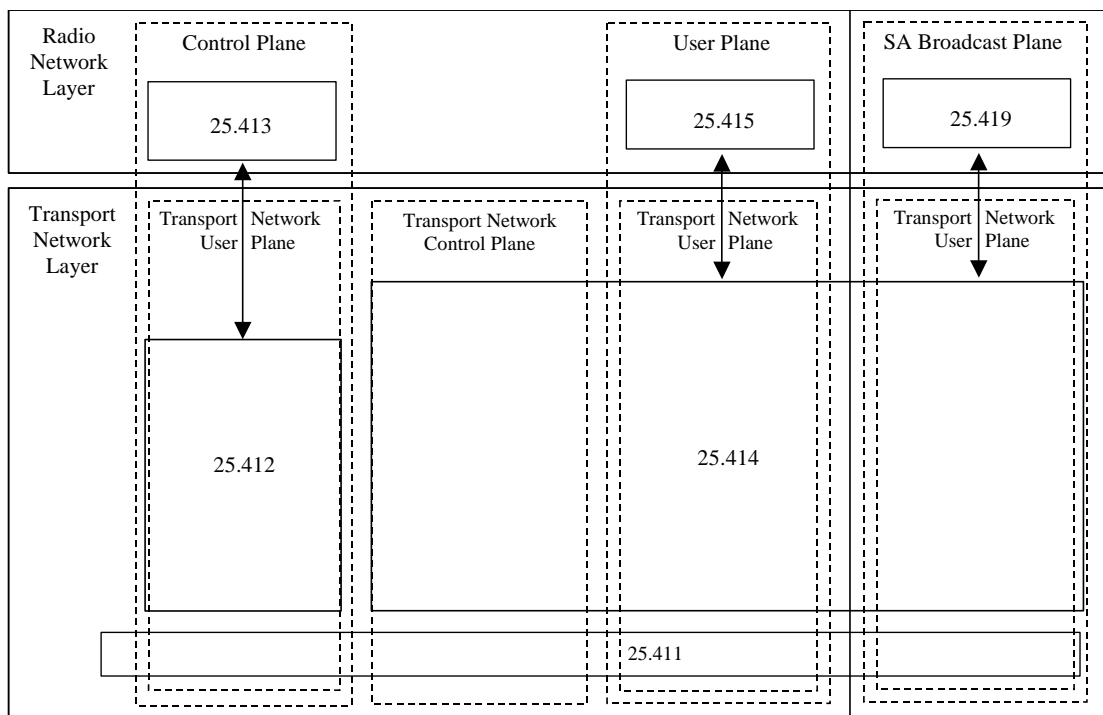 Radio
Network
Layer
Control Plane
User Plane
SA Broadcast Plane
25.413
25.415
25.419
Transport
Network
Layer
Transport Network
User Plane
Transport Network
Control Plane
Transport Network
User Plane
Transport Network
User Plane
25.412
25.414
25.411